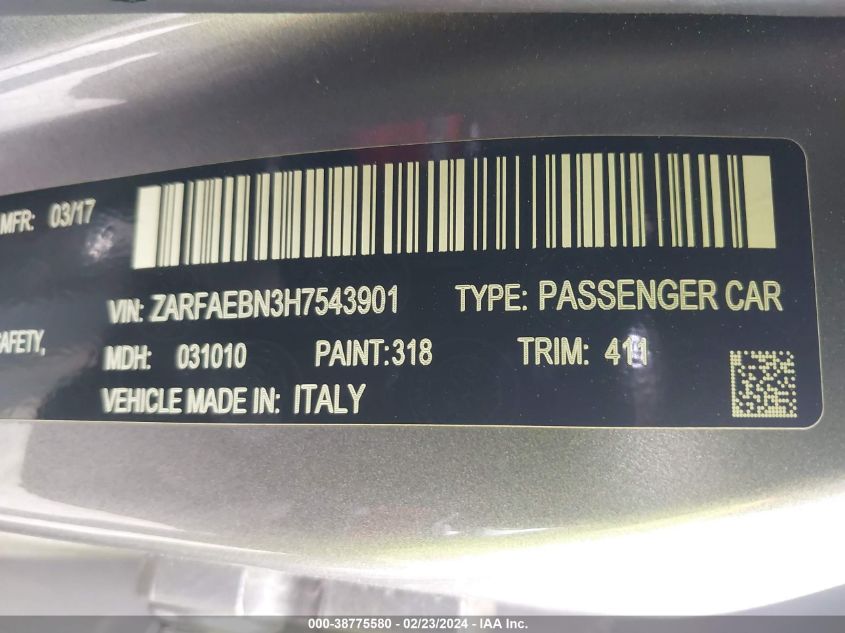 MFR: 03/17
VIN: ZARFAEBN3H7543901 TYPE: PASSENGER CAR
SAFETY,
MDH: 031010 PAINT:318 TRIM: 411
VEHICLE MADE IN: ITALY
000-38775580 - 02/23/2024 - IAA Inc.